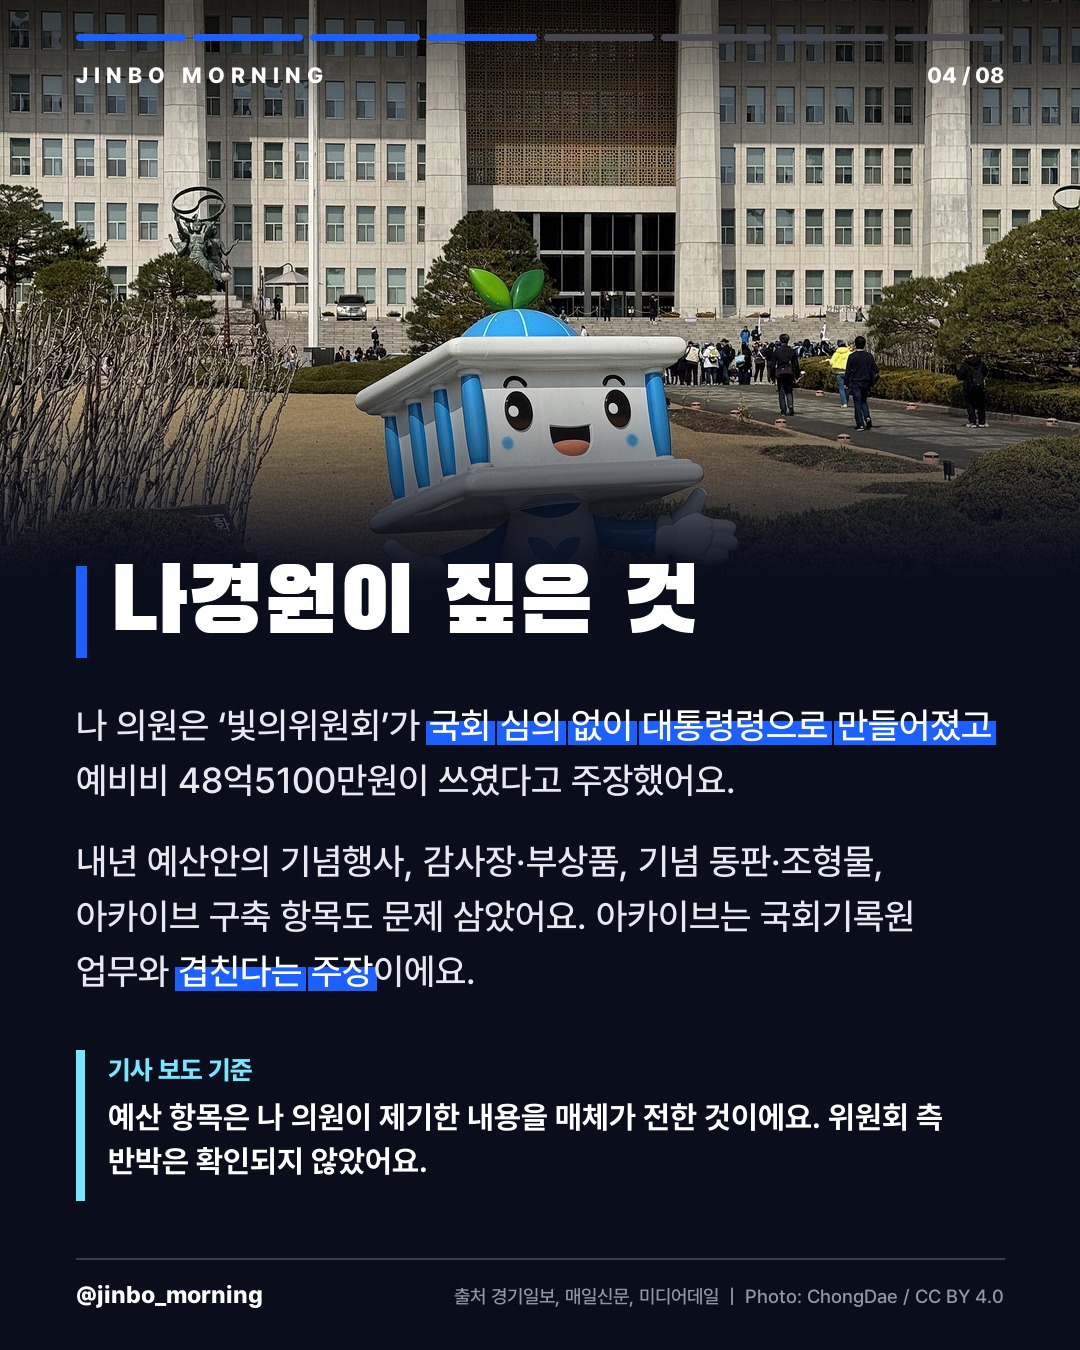 JINBO MORNING
04 / 08
화
나경원이 짚은 것
나 의원은 ‘빛의위원회’가 국회 심의 없이 대통령령으로 만들어졌고
예비비 48억5100만원이 쓰였다고 주장했어요.
내년 예산안의 기념행사, 감사장·부상품, 기념 동판·조형물,
아카이브 구축 항목도 문제 삼았어요. 아카이브는 국회기록원
업무와 겹친다는 주장이에요.
기사 보도 기준
예산 항목은 나 의원이 제기한 내용을 매체가 전한 것이에요. 위원회 측
반박은 확인되지 않았어요.
@jinbo_morning
출처 경기일보, 매일신문, 미디어데일 | Photo: ChongDae / CC BY 4.0